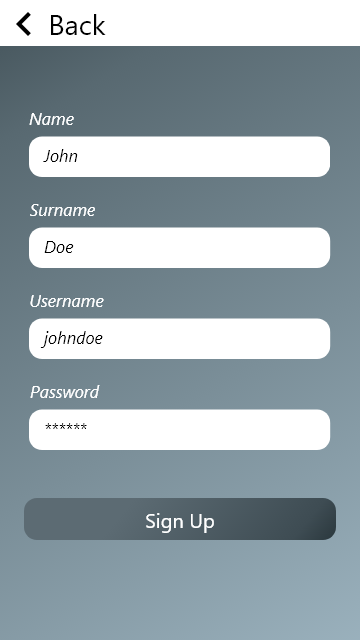 Back
Name
John
Surname
Doe
Username
johndoe
Password
******
Sign Up